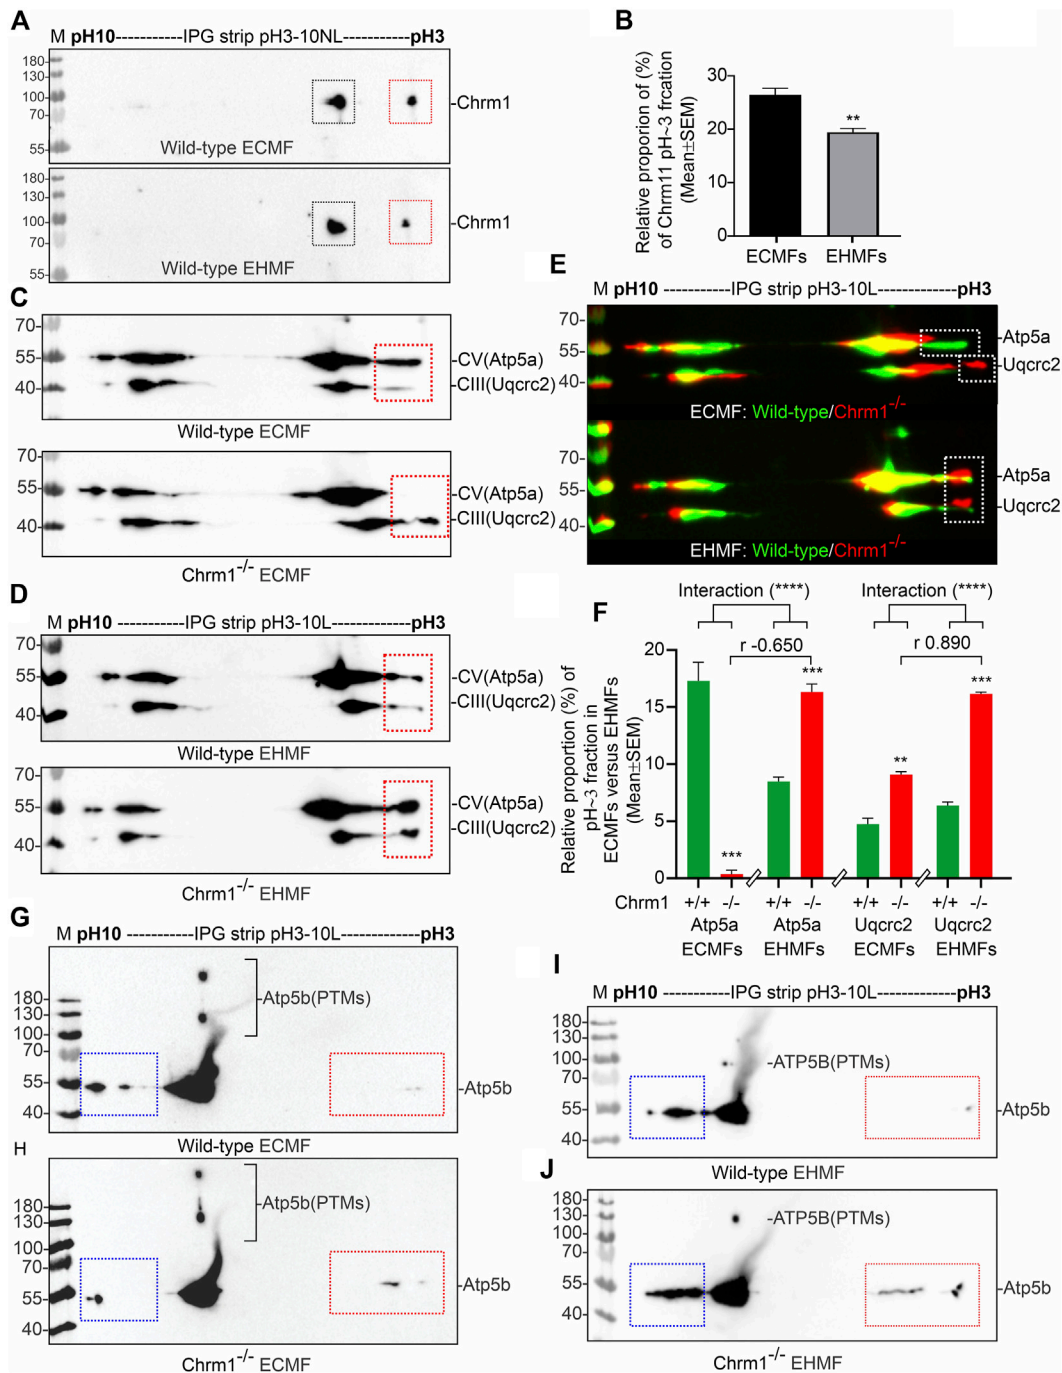 A
M pH10-----------IPG strip pH3-10NL-----------pH3
180-
130-
100-
70-
55-
-Chrm1
Wild-type ECMF
180-
130-
100-
70-
55-
-Chrm1
Wild-type EHMF
B
Relative proportion of (%)
of Chrm11 pH~3 frcation
(Mean±SEM)
30
20
10
0
**
ECMFs EHMFs
C
70-
55-
40-
-CV(Atp5a)
-CIII(Uqcrc2)
Wild-type ECMF
70-
55-
40-
-CV(Atp5a)
-CIII(Uqcrc2)
Chrm1-/- ECMF
D
M pH10 -----------IPG strip pH3-10L-------------pH3
70-
55-
40-
-CV(Atp5a)
-CIII(Uqcrc2)
Wild-type EHMF
70-
55-
40-
-CV(Atp5a)
-CIII(Uqcrc2)
Chrm1-/- EHMF
E
M pH10 -----------IPG strip pH3-10L-------------pH3
70-
55-
40-
Atp5a
Uqcrc2
ECMF: Wild-type/Chrm1-/-
70-
55-
40-
Atp5a
Uqcrc2
EHMF: Wild-type/Chrm1-/-
F
Interaction (****) Interaction (****)
r -0.650 r 0.890
Relative proportion (%) of
pH~3 fraction in
ECMFs versus EHMFs
(Mean±SEM)
20
15
10
5
0
*** *** ** ***
Chrm1 +/+ -/- +/+ -/- +/+ -/- +/+ -/-
Atp5a Atp5a Uqcrc2 Uqcrc2
ECMFs EHMFs ECMFs EHMFs
G
M pH10 -----------IPG strip pH3-10L-------------pH3
180-
130-
100-
70-
55-
40-
-Atp5b(PTMs)
-Atp5b
Wild-type ECMF
H
180-
130-
100-
70-
55-
40-
-Atp5b(PTMs)
-Atp5b
Chrm1-/- ECMF
I
M pH10 -----------IPG strip pH3-10L-------------pH3
180-
130-
100-
70-
55-
40-
-ATP5B(PTMs)
-Atp5b
Wild-type EHMF
J
180-
130-
100-
70-
55-
40-
-ATP5B(PTMs)
-Atp5b
Chrm1-/- EHMF